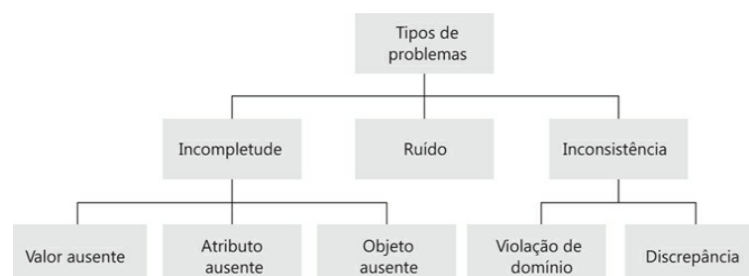 Tipos de
problemas
Incompletude
Ruído
Inconsistência
Valor ausente
Atributo
ausente
Objeto
ausente
Violação de
domínio
Discrepância